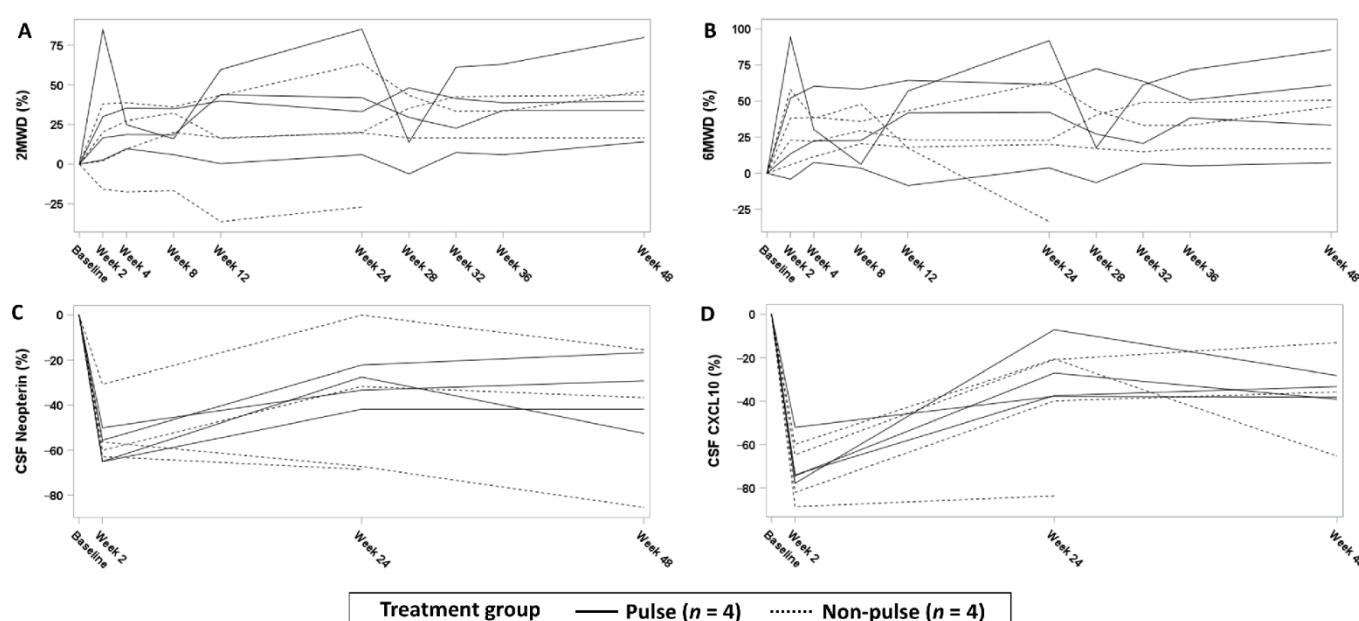 A
2MWD (%)
75
50
25
0
−25
Baseline
Week 2
Week 4
Week 8
Week 12
Week 24
Week 28
Week 32
Week 36
Week 48
B
6MWD (%)
100
75
50
25
0
−25
Baseline
Week 2
Week 4
Week 8
Week 12
Week 24
Week 28
Week 32
Week 36
Week 48
C
CSF Neopterin (%)
0
−20
−40
−60
−80
Baseline
Week 2
Week 24
Week 48
D
CSF CXCL10 (%)
0
−20
−40
−60
−80
Baseline
Week 2
Week 24
Week 48
Treatment group Pulse (n = 4) Non-pulse (n = 4)